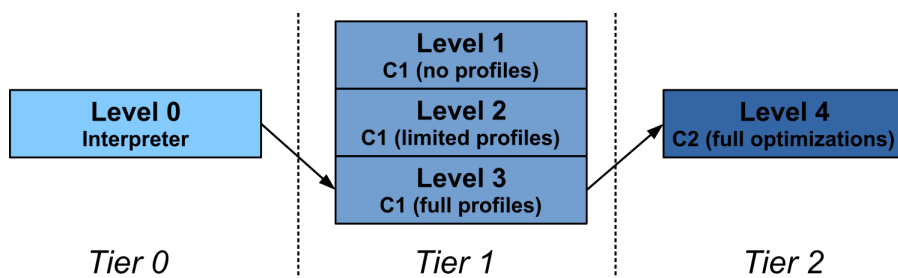 Level 0
Interpreter
Level 1
C1 (no profiles)
Level 2
C1 (limited profiles)
Level 3
C1 (full profiles)
Level 4
C2 (full optimizations)
Tier 0
Tier 1
Tier 2